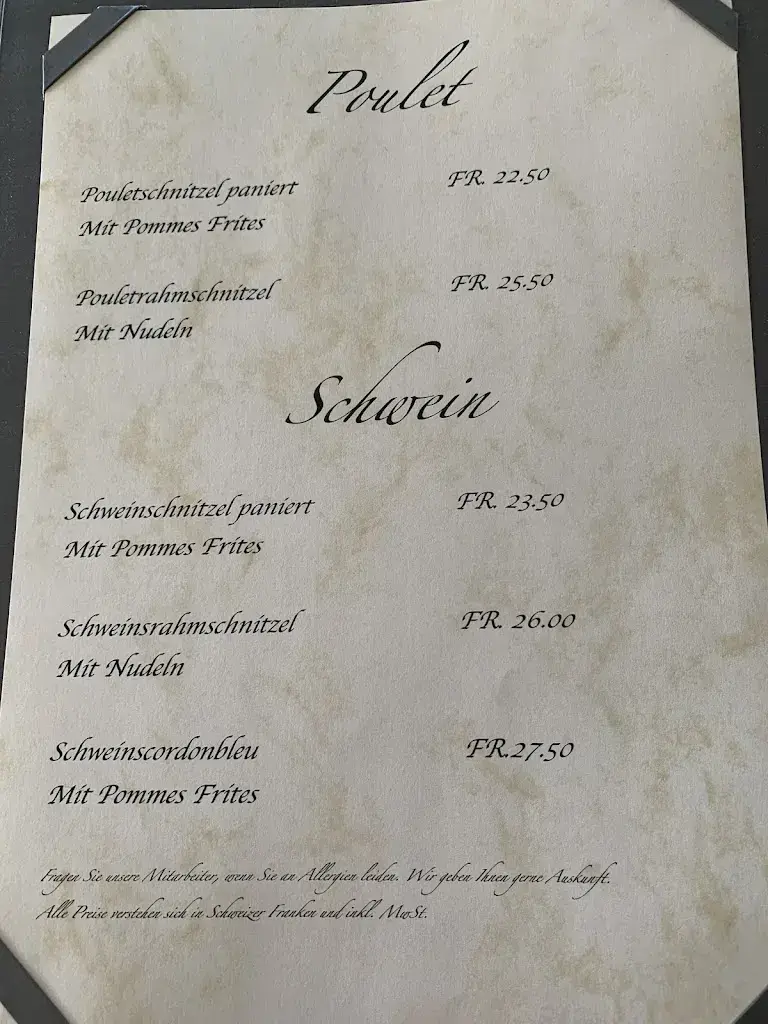 Poulet
Pouletschnitzel paniert FR. 22.50
Mit Pommes Frites
Pouletrahmschnitzel FR. 25.50
Mit Nudeln
Schwein
Schweinschnitzel paniert FR. 23.50
Mit Pommes Frites
Schweinsrahmschnitzel FR. 26.00
Mit Nudeln
Schweinscordonbleu FR.27.50
Mit Pommes Frites
Fragen Sie unsere Mitarbeiter, wenn Sie an Allergien leiden. Wir geben Ihnen gerne Auskunft.
Alle Preise verstehen sich in Schweizer Franken und inkl. MwSt.